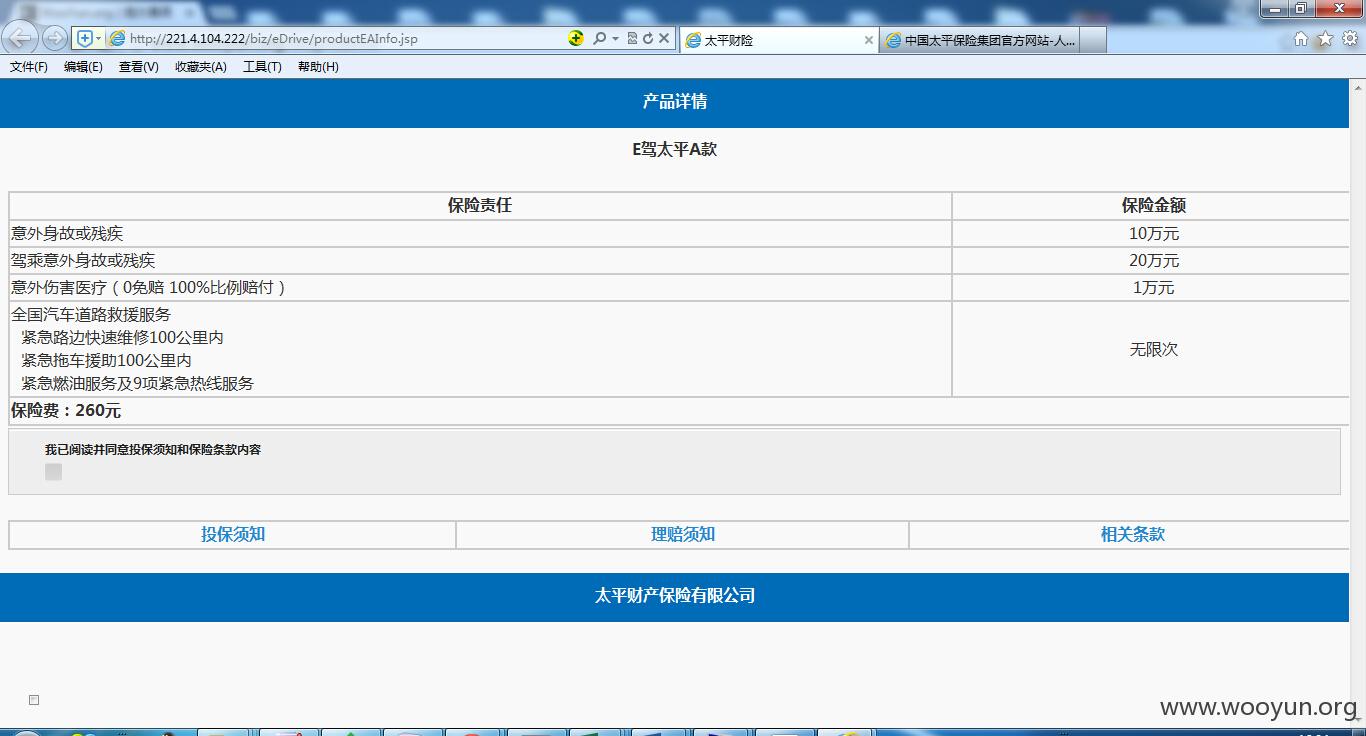 http://221.4.104.222/biz/eDrive/productEAInfo.jsp
太平财险
中国太平保险集团官方网站-人...
文件(F) 编辑(E) 查看(V) 收藏夹(A) 工具(T) 帮助(H)
产品详情
E驾太平A款
保险责任 保险金额
意外身故或残疾 10万元
驾乘意外身故或残疾 20万元
意外伤害医疗（0免赔 100%比例赔付） 1万元
全国汽车道路救援服务
紧急路边快速维修100公里内
紧急拖车援助100公里内
紧急燃油服务及9项紧急热线服务
无限次
保险费：260元
我已阅读并同意投保须知和保险条款内容
投保须知 理赔须知 相关条款
太平财产保险有限公司
www.wooyun.org